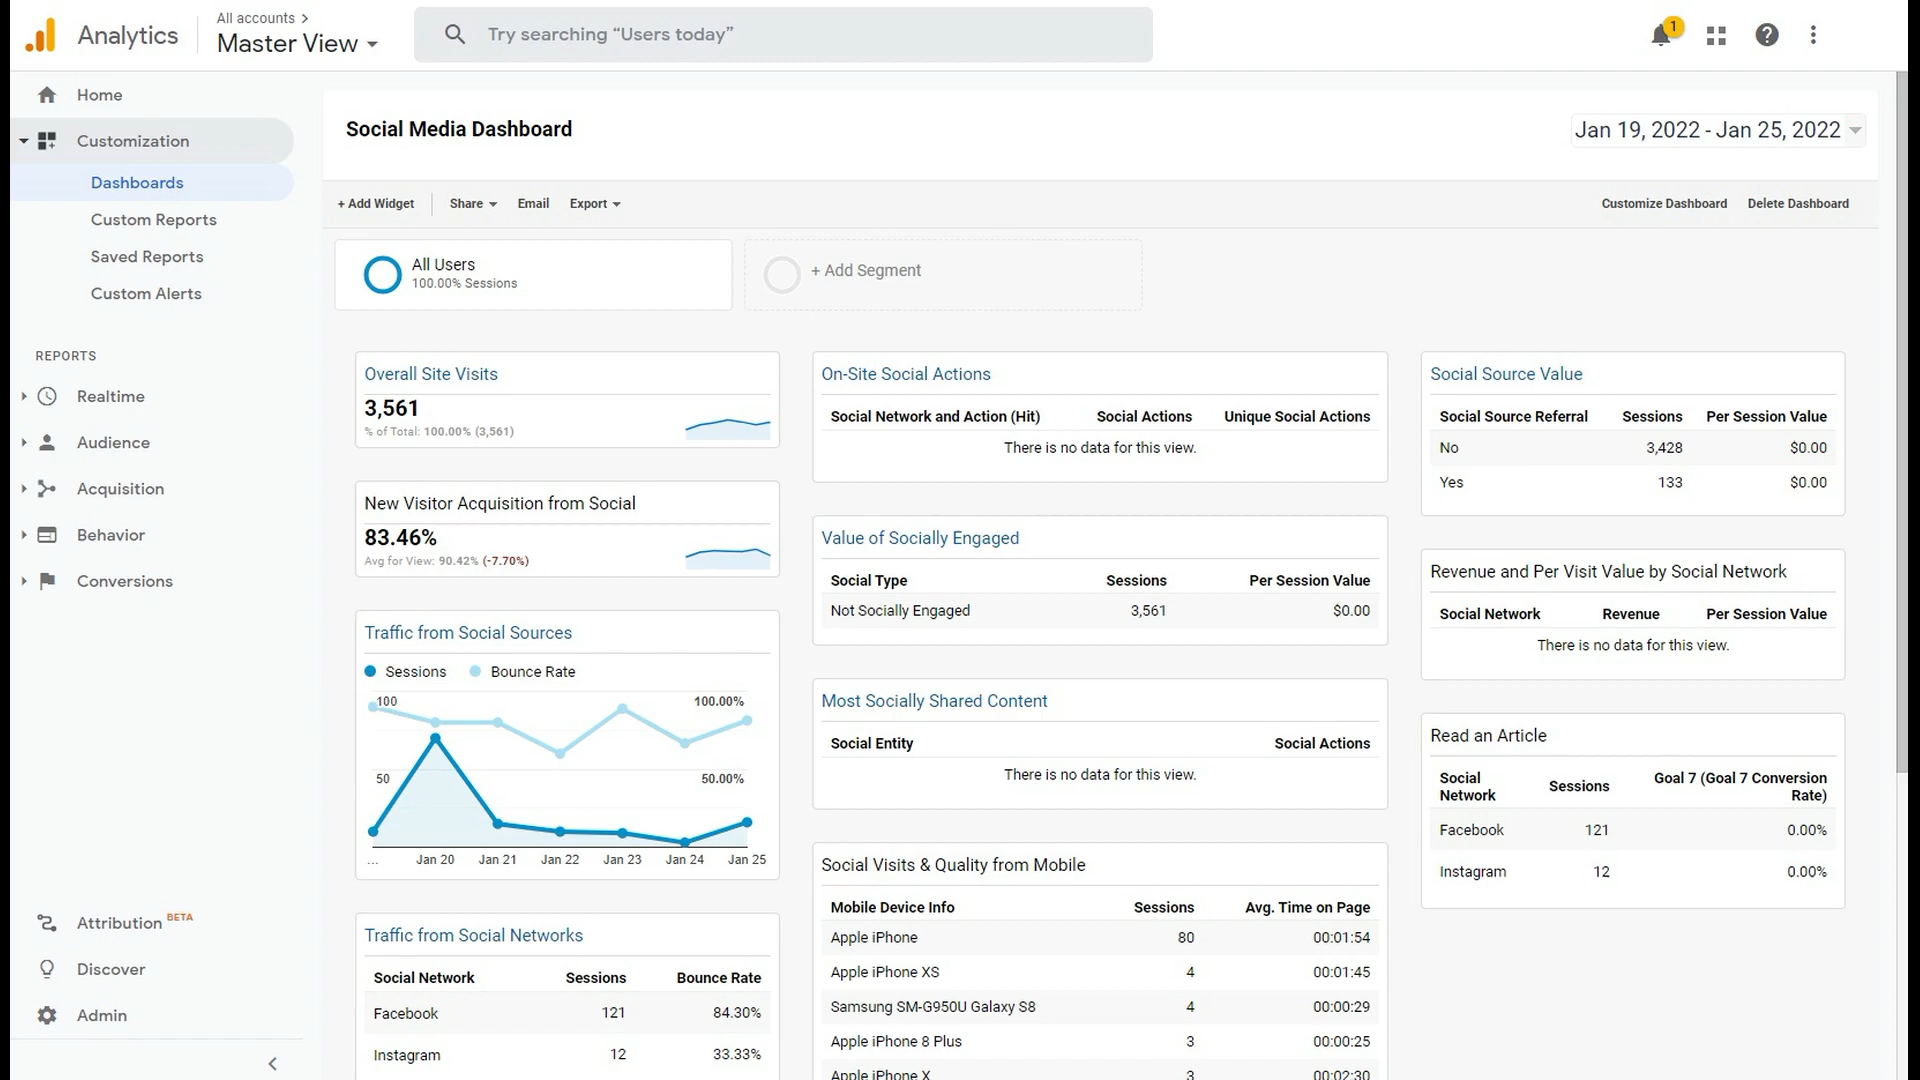 Analytics
All accounts >
Master View
Try searching “Users today”
1
Home
Customization
Dashboards
Custom Reports
Saved Reports
Custom Alerts
REPORTS
Realtime
Audience
Acquisition
Behavior
Conversions
Attribution BETA
Discover
Admin
Social Media Dashboard
Jan 19, 2022 - Jan 25, 2022
+ Add Widget
Share
Email
Export
Customize Dashboard
Delete Dashboard
All Users
100.00% Sessions
+ Add Segment
Overall Site Visits
3,561
% of Total: 100.00% (3,561)
New Visitor Acquisition from Social
83.46%
Avg for View: 90.42% (-7.70%)
Traffic from Social Sources
Sessions Bounce Rate
100 100.00%
50 50.00%
... Jan 20 Jan 21 Jan 22 Jan 23 Jan 24 Jan 25
Traffic from Social Networks
Social Network Sessions Bounce Rate
Facebook 121 84.30%
Instagram 12 33.33%
On-Site Social Actions
Social Network and Action (Hit) Social Actions Unique Social Actions
There is no data for this view.
Value of Socially Engaged
Social Type Sessions Per Session Value
Not Socially Engaged 3,561 $0.00
Most Socially Shared Content
Social Entity Social Actions
There is no data for this view.
Social Visits & Quality from Mobile
Mobile Device Info Sessions Avg. Time on Page
Apple iPhone 80 00:01:54
Apple iPhone XS 4 00:01:45
Samsung SM-G950U Galaxy S8 4 00:00:29
Apple iPhone 8 Plus 3 00:00:25
Apple iPhone X 3 00:02:30
Social Source Value
Social Source Referral Sessions Per Session Value
No 3,428 $0.00
Yes 133 $0.00
Revenue and Per Visit Value by Social Network
Social Network Revenue Per Session Value
There is no data for this view.
Read an Article
Social Network Sessions Goal 7 (Goal 7 Conversion Rate)
Facebook 121 0.00%
Instagram 12 0.00%